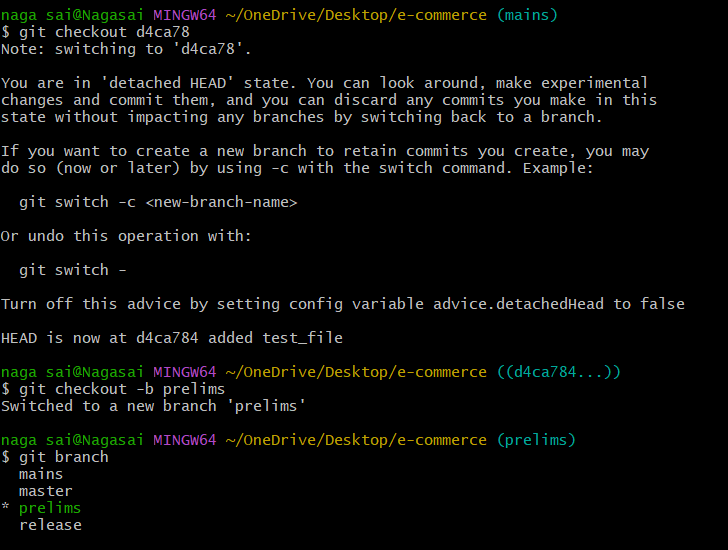 naga sai@Nagasai MINGW64 ~/OneDrive/Desktop/e-commerce (mains)
$ git checkout d4ca78
Note: switching to 'd4ca78'.

You are in 'detached HEAD' state. You can look around, make experimental
changes and commit them, and you can discard any commits you make in this
state without impacting any branches by switching back to a branch.

If you want to create a new branch to retain commits you create, you may
do so (now or later) by using -c with the switch command. Example:

  git switch -c <new-branch-name>

Or undo this operation with:

  git switch -

Turn off this advice by setting config variable advice.detachedHead to false

HEAD is now at d4ca784 added test_file

naga sai@Nagasai MINGW64 ~/OneDrive/Desktop/e-commerce ((d4ca784...))
$ git checkout -b prelims
Switched to a new branch 'prelims'

naga sai@Nagasai MINGW64 ~/OneDrive/Desktop/e-commerce (prelims)
$ git branch
  mains
  master
* prelims
  release